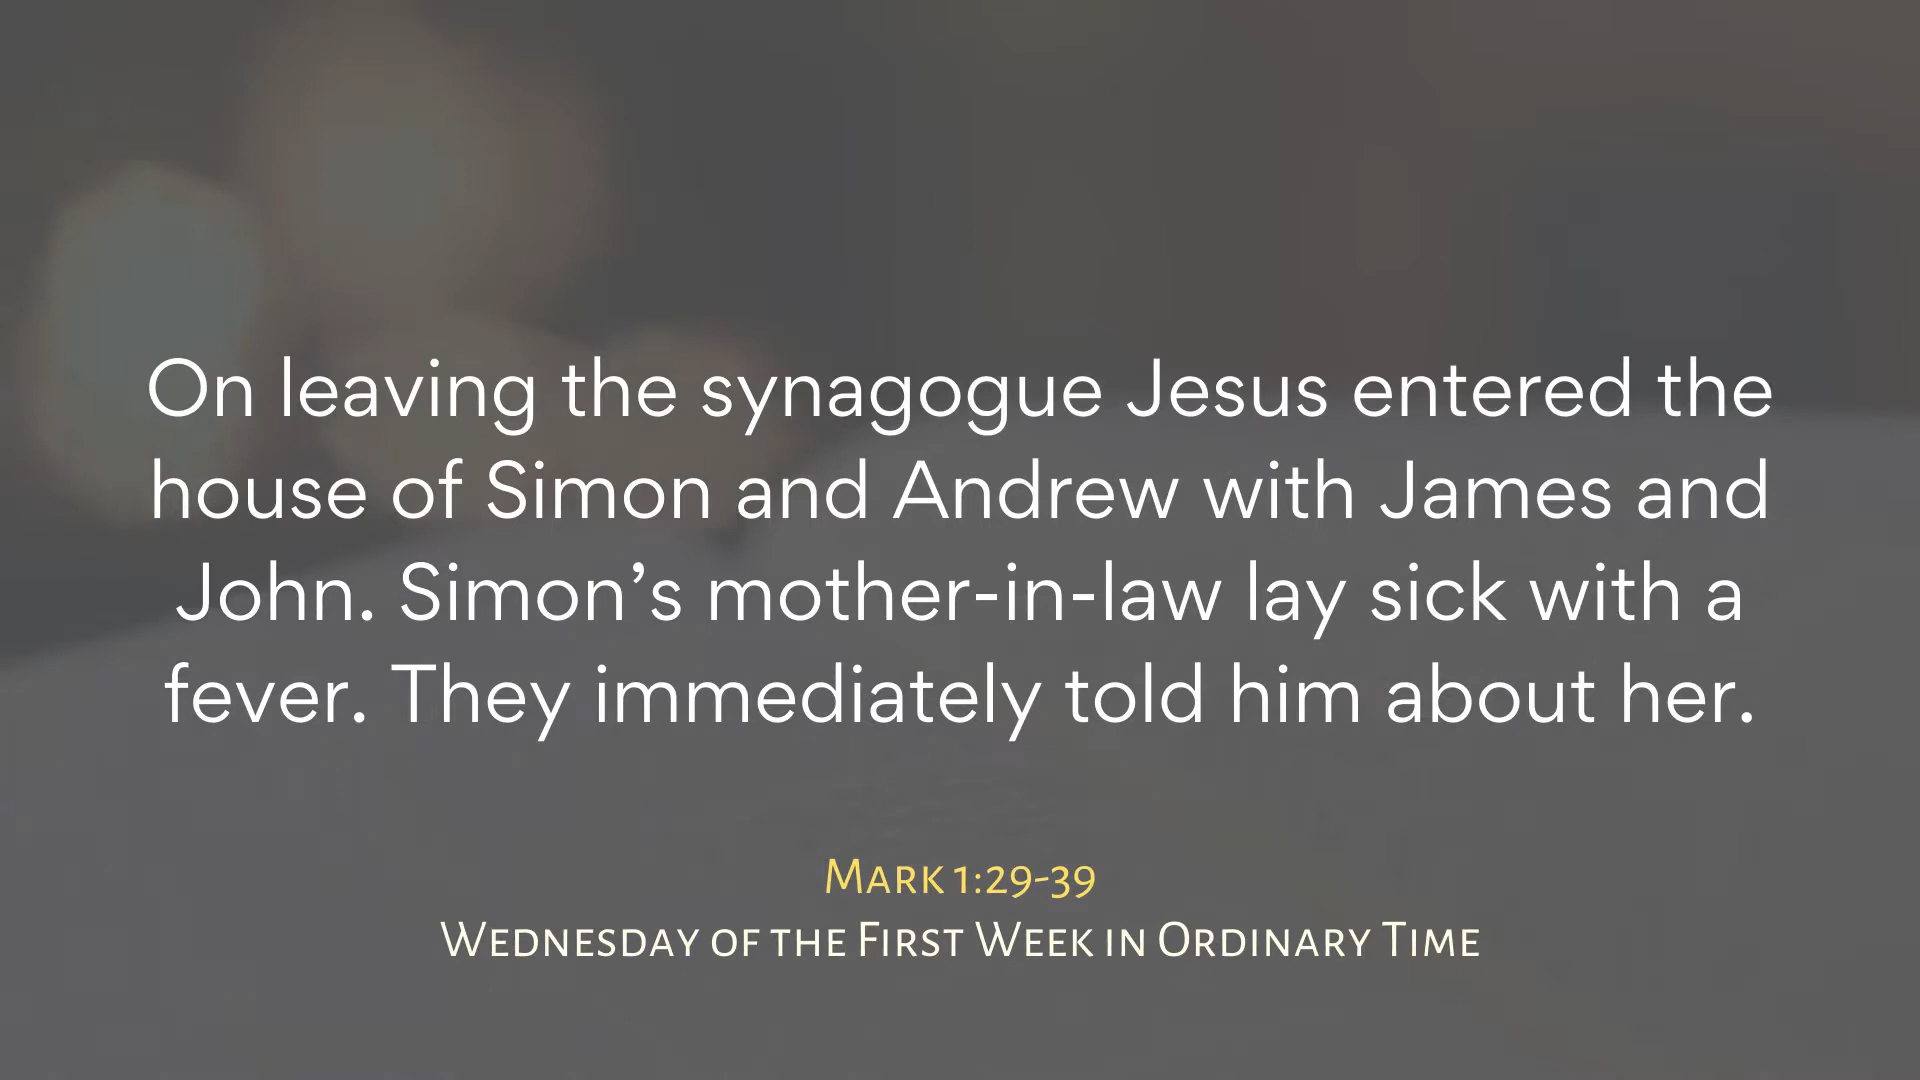 On leaving the synagogue Jesus entered the
house of Simon and Andrew with James and
John. Simon’s mother-in-law lay sick with a
fever. They immediately told him about her.
Mark 1:29-39
Wednesday of the First Week in Ordinary Time